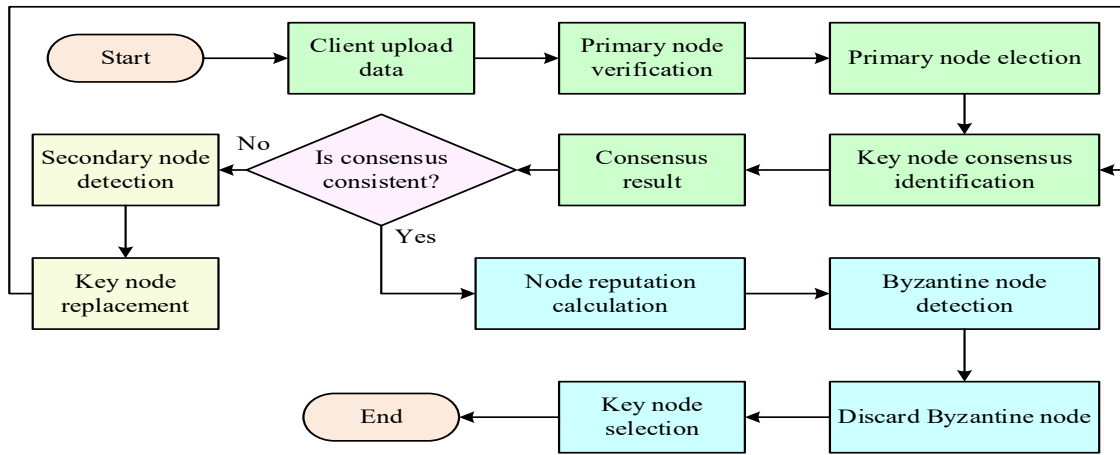 Start
Client upload
data
Primary node
verification
Primary node election
Key node consensus
identification
Consensus
result
Is consensus
consistent?
No
Yes
Secondary node
detection
Key node
replacement
Node reputation
calculation
Byzantine node
detection
Discard Byzantine node
Key node
selection
End